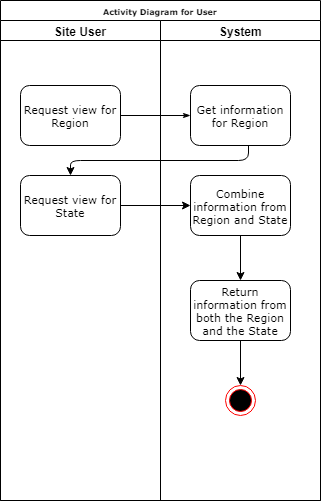 Activity Diagram for User
Site User
System
Request view for
Region
Get information
for Region
Request view for
State
Combine
information from
Region and State
Return
information from
both the Region
and the State